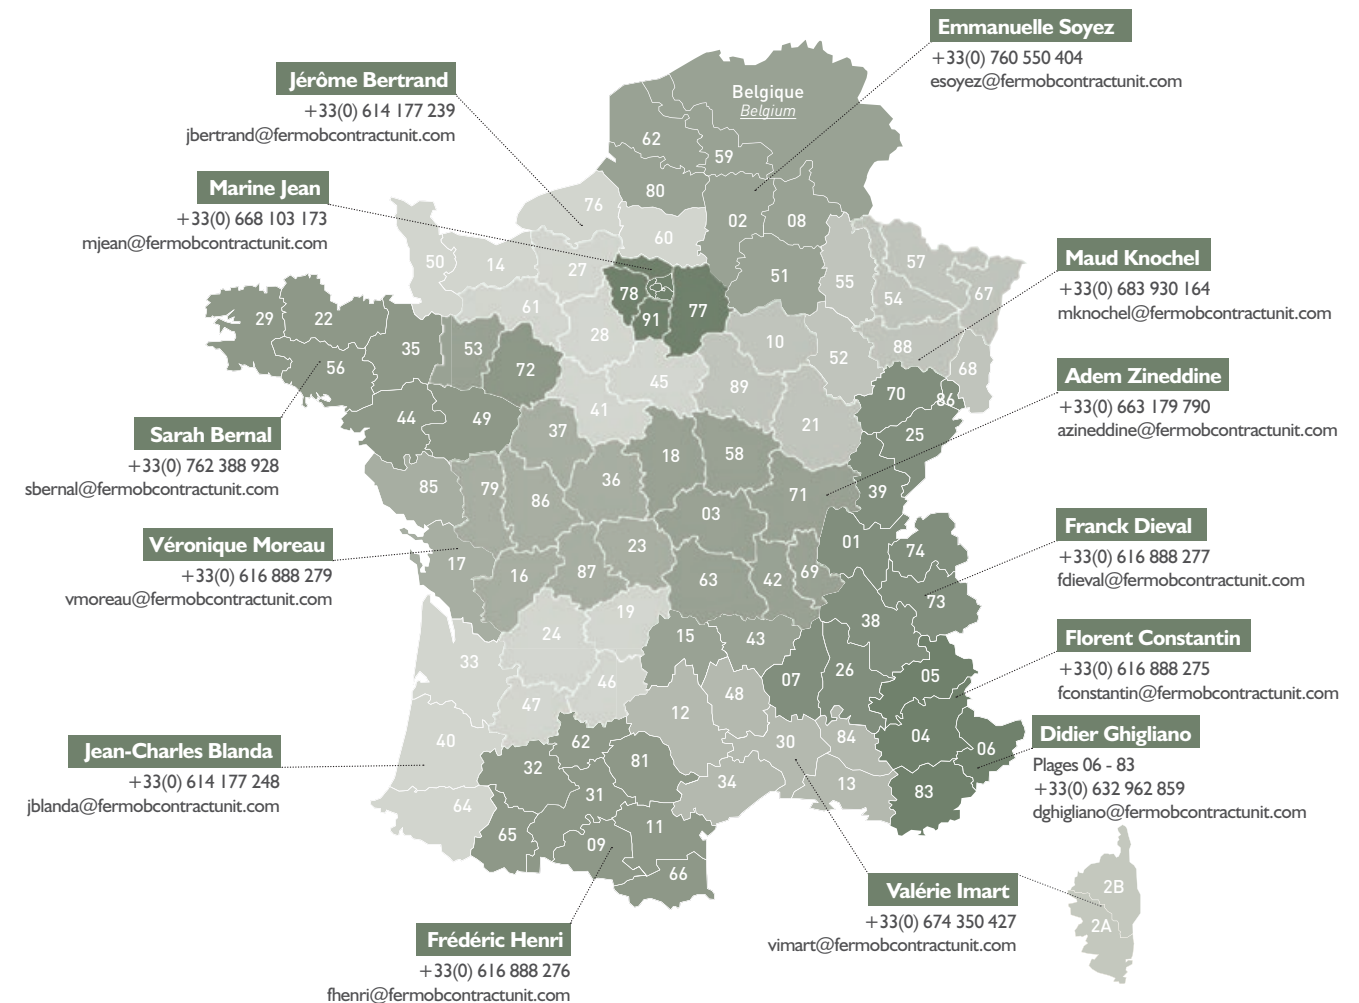 Emmanuelle Soyez
+33(0) 760 550 404
esoyez@fermobcontractunit.com
Jérôme Bertrand
+33(0) 614 177 239
jbertrand@fermobcontractunit.com
Marine Jean
+33(0) 668 103 173
mjean@fermobcontractunit.com
Maud Knochel
+33(0) 683 930 164
mknochel@fermobcontractunit.com
Adem Zineddine
+33(0) 663 179 790
azineddine@fermobcontractunit.com
Sarah Bernal
+33(0) 762 388 928
sbernal@fermobcontractunit.com
Véronique Moreau
+33(0) 616 888 279
vmoreau@fermobcontractunit.com
Franck Dieval
+33(0) 616 888 277
fdieval@fermobcontractunit.com
Florent Constantin
+33(0) 616 888 275
fconstantin@fermobcontractunit.com
Didier Ghigliano
Plages 06 - 83
+33(0) 632 962 859
dghigliano@fermobcontractunit.com
Jean-Charles Blanda
+33(0) 614 177 248
jblanda@fermobcontractunit.com
Valérie Imart
+33(0) 674 350 427
vimart@fermobcontractunit.com
Frédéric Henri
+33(0) 616 888 276
fhenri@fermobcontractunit.com
Belgique
Belgium
62
59
80
76
02
08
60
50
14
27
51
55
57
54
67
78
77
91
61
29
22
35
53
72
28
10
52
88
68
56
45
89
70
86
44
49
41
21
25
37
18
58
85
79
86
36
71
39
03
01
74
17
16
87
23
63
42
69
73
19
38
24
15
43
33
46
07
26
05
47
12
48
40
62
30
84
04
06
32
81
34
13
83
64
31
65
11
09
66
2B
2A